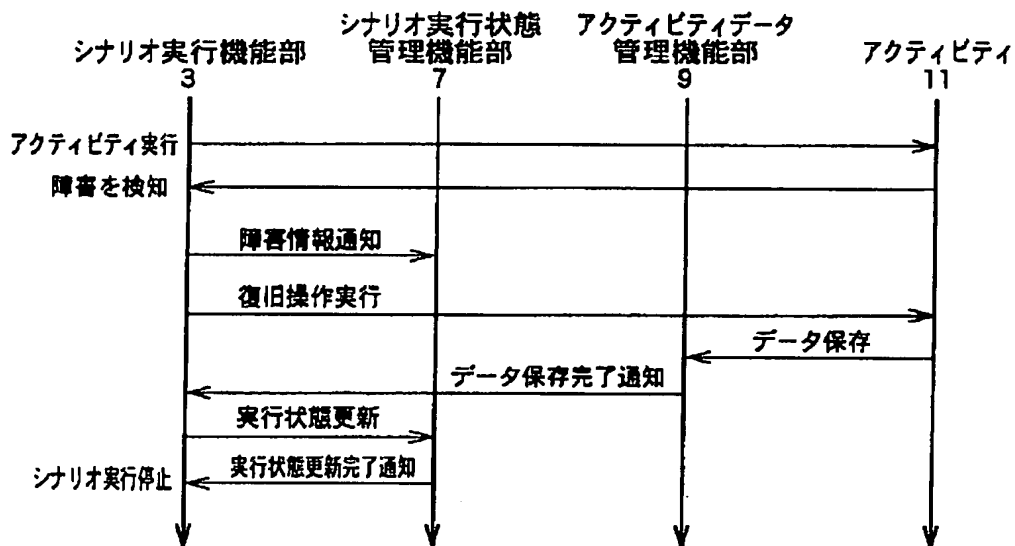 シナリオ実行機能部
3
シナリオ実行状態
管理機能部
7
アクティビティデータ
管理機能部
9
アクティビティ
11
アクティビティ実行
障害を検知
障害情報通知
復旧操作実行
データ保存
データ保存完了通知
実行状態更新
実行状態更新完了通知
シナリオ実行停止